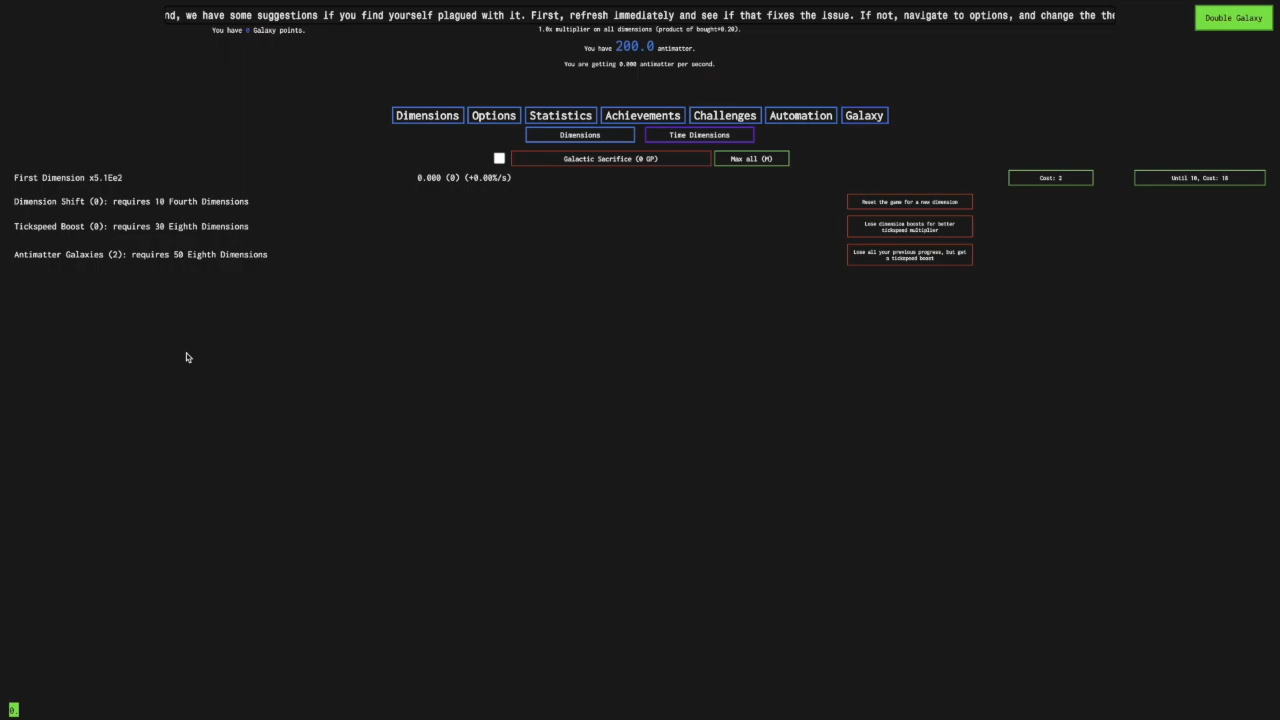 nd, we have some suggestions if you find yourself plagued with it. First, refresh immediately and see if that fixes the issue. If not, navigate to options, and change the the
Double Galaxy
You have 0 Galaxy points.
1.0x multiplier on all dimensions (product of bought*0.20).
You have 200.0 antimatter.
You are getting 0.000 antimatter per second.
Dimensions Options Statistics Achievements Challenges Automation Galaxy
Dimensions Time Dimensions
Galactic Sacrifice (0 GP) Max all (M)
First Dimension x5.1Ee2 0.000 (0) (+0.00%/s) Cost: 2 Until 10, Cost: 18
Dimension Shift (0): requires 10 Fourth Dimensions Reset the game for a new dimension
Tickspeed Boost (0): requires 30 Eighth Dimensions
Lose dimension boosts for better
tickspeed multiplier
Antimatter Galaxies (2): requires 50 Eighth Dimensions
Lose all your previous progress, but get
a tickspeed boost